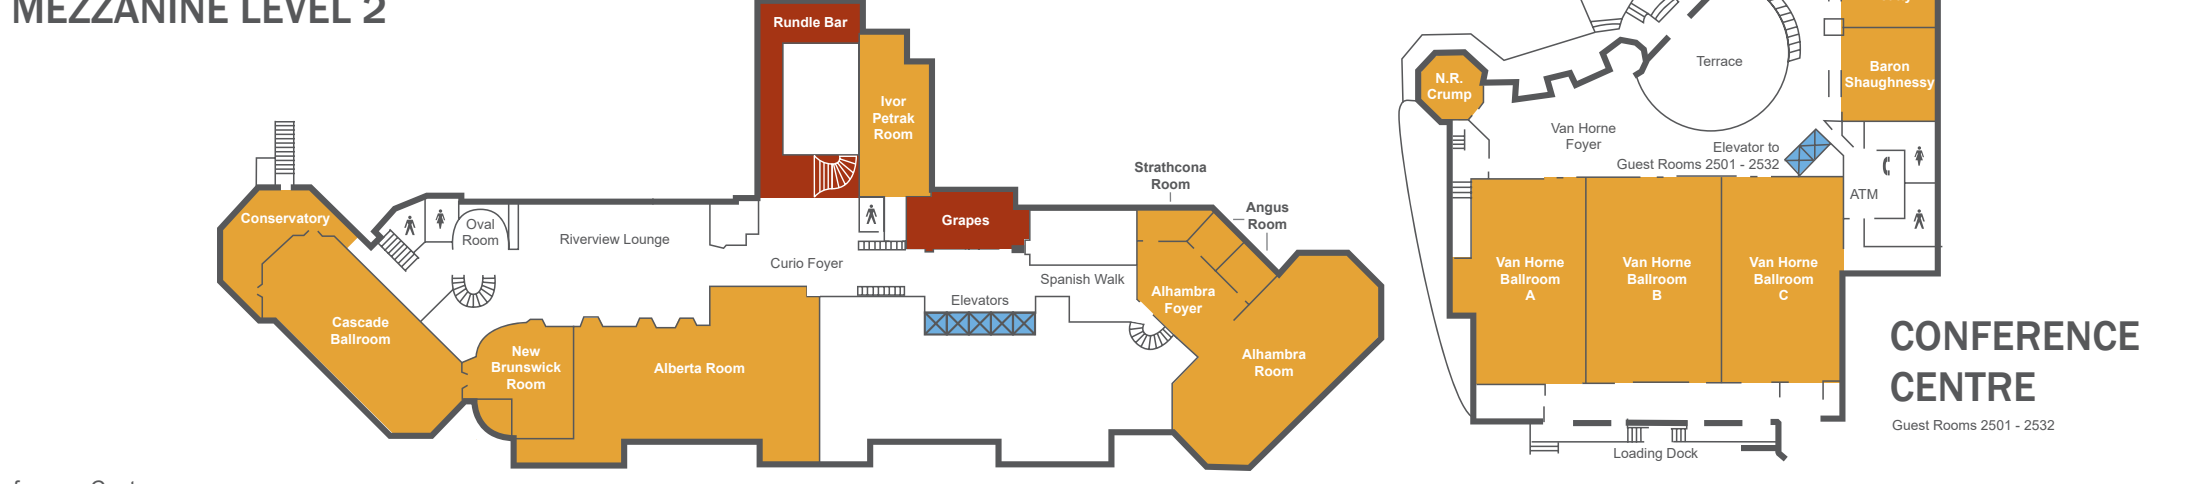 MEZZANINE LEVEL 2
Rundle Bar
Ivor
Petrak
Room
Strathcona
Room
Angus
Room
Conservatory
Oval
Room
Riverview Lounge
Grapes
Curio Foyer
Spanish Walk
Elevators
Alhambra
Foyer
Cascade
Ballroom
New
Brunswick
Room
Alberta Room
Alhambra
Room
Terrace
N.R.
Crump
Baron
Shaughnessy
Van Horne
Foyer
Elevator to
Guest Rooms 2501 - 2532
ATM
Van Horne
Ballroom
A
Van Horne
Ballroom
B
Van Horne
Ballroom
C
CONFERENCE
CENTRE
Guest Rooms 2501 - 2532
Loading Dock